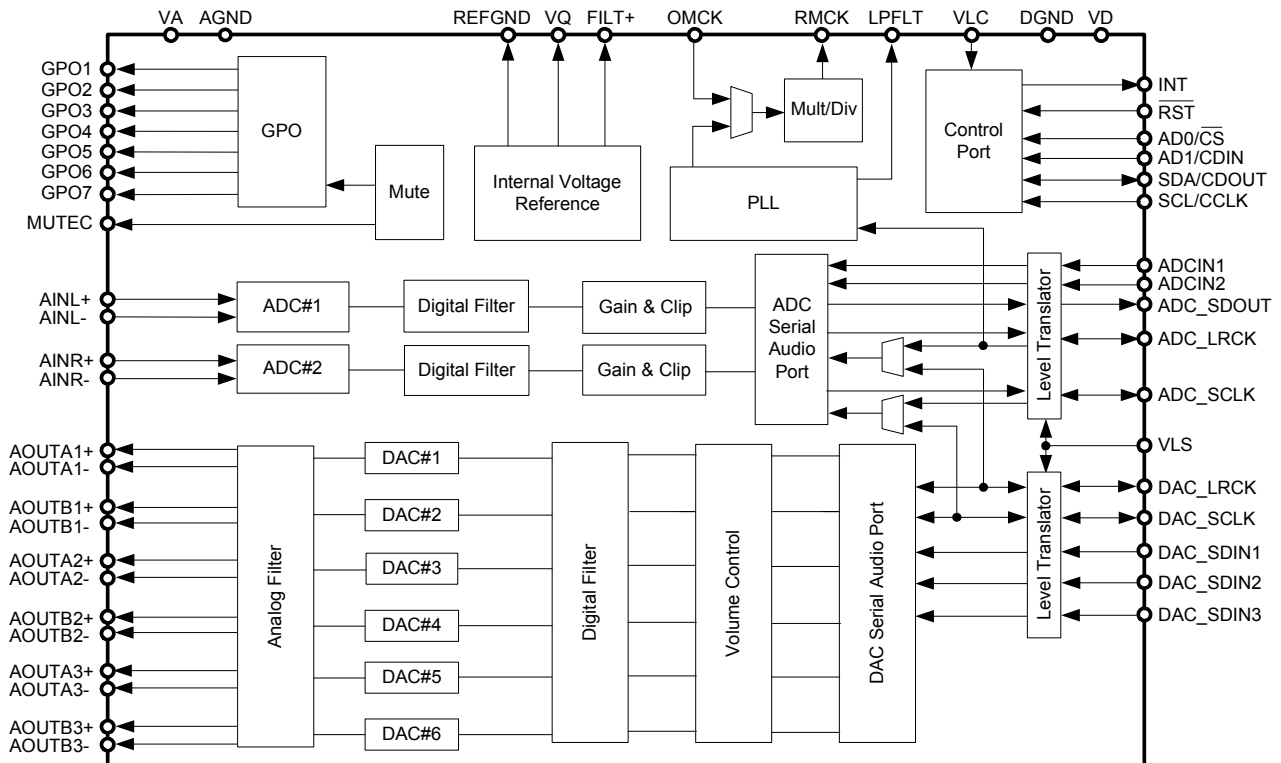 VA
AGND
REFGND
VQ
FILT+
OMCK
RMCK
LPFLT
VLC
DGND
VD
GPO1
GPO2
GPO3
GPO4
GPO5
GPO6
GPO7
MUTEC
GPO
Mute
Internal Voltage
Reference
Mult/Div
PLL
Control
Port
INT
RST
AD0/CS
AD1/CDIN
SDA/CDOUT
SCL/CCLK
AINL+
AINL-
AINR+
AINR-
ADC#1
Digital Filter
Gain & Clip
ADC#2
Digital Filter
Gain & Clip
ADC
Serial
Audio
Port
Level Translator
ADCIN1
ADCIN2
ADC_SDOUT
ADC_LRCK
ADC_SCLK
VLS
AOUTA1+
AOUTA1-
AOUTB1+
AOUTB1-
AOUTA2+
AOUTA2-
AOUTB2+
AOUTB2-
AOUTA3+
AOUTA3-
AOUTB3+
AOUTB3-
Analog Filter
DAC#1
DAC#2
DAC#3
DAC#4
DAC#5
DAC#6
Digital Filter
Volume Control
DAC Serial Audio Port
Level Translator
DAC_LRCK
DAC_SCLK
DAC_SDIN1
DAC_SDIN2
DAC_SDIN3